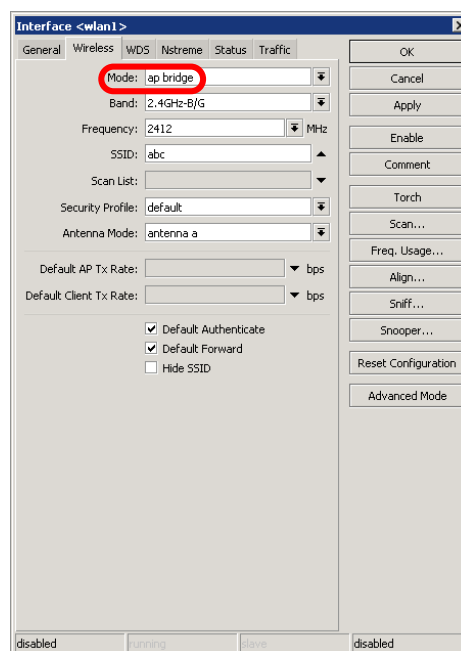 Interface <wlan1>
General Wireless WDS Nstreme Status Traffic
Mode: ap bridge
Band: 2.4GHz-B/G
Frequency: 2412 MHz
SSID: abc
Scan List:
Security Profile: default
Antenna Mode: antenna a
Default AP Tx Rate: bps
Default Client Tx Rate: bps
Default Authenticate
Default Forward
Hide SSID
OK
Cancel
Apply
Enable
Comment
Torch
Scan...
Freq. Usage...
Align...
Sniff...
Snooper...
Reset Configuration
Advanced Mode
disabled running slave disabled